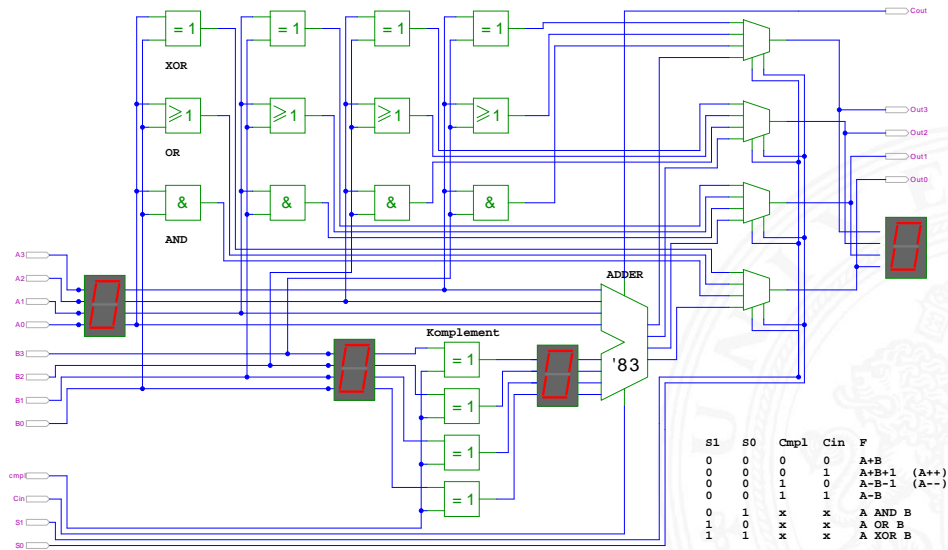 Cout
= 1 = 1 = 1 = 1
XOR
Out3
≥1 ≥1 ≥1 ≥1
Out2
OR
Out1
Out0
& & & &
AND
A3
ADDER
A2
A1
A0
Komplement
B3
= 1
'83
B2
B1
= 1
B0
= 1
cmpl
= 1
Cin
S1
S0
S1 S0 Cmpl Cin F
0 0 0 0 A+B
0 0 0 1 A+B+1 (A++)
0 0 1 0 A-B-1 (A--)
0 0 1 1 A-B
0 1 x x A AND B
1 0 x x A OR B
1 1 x x A XOR B